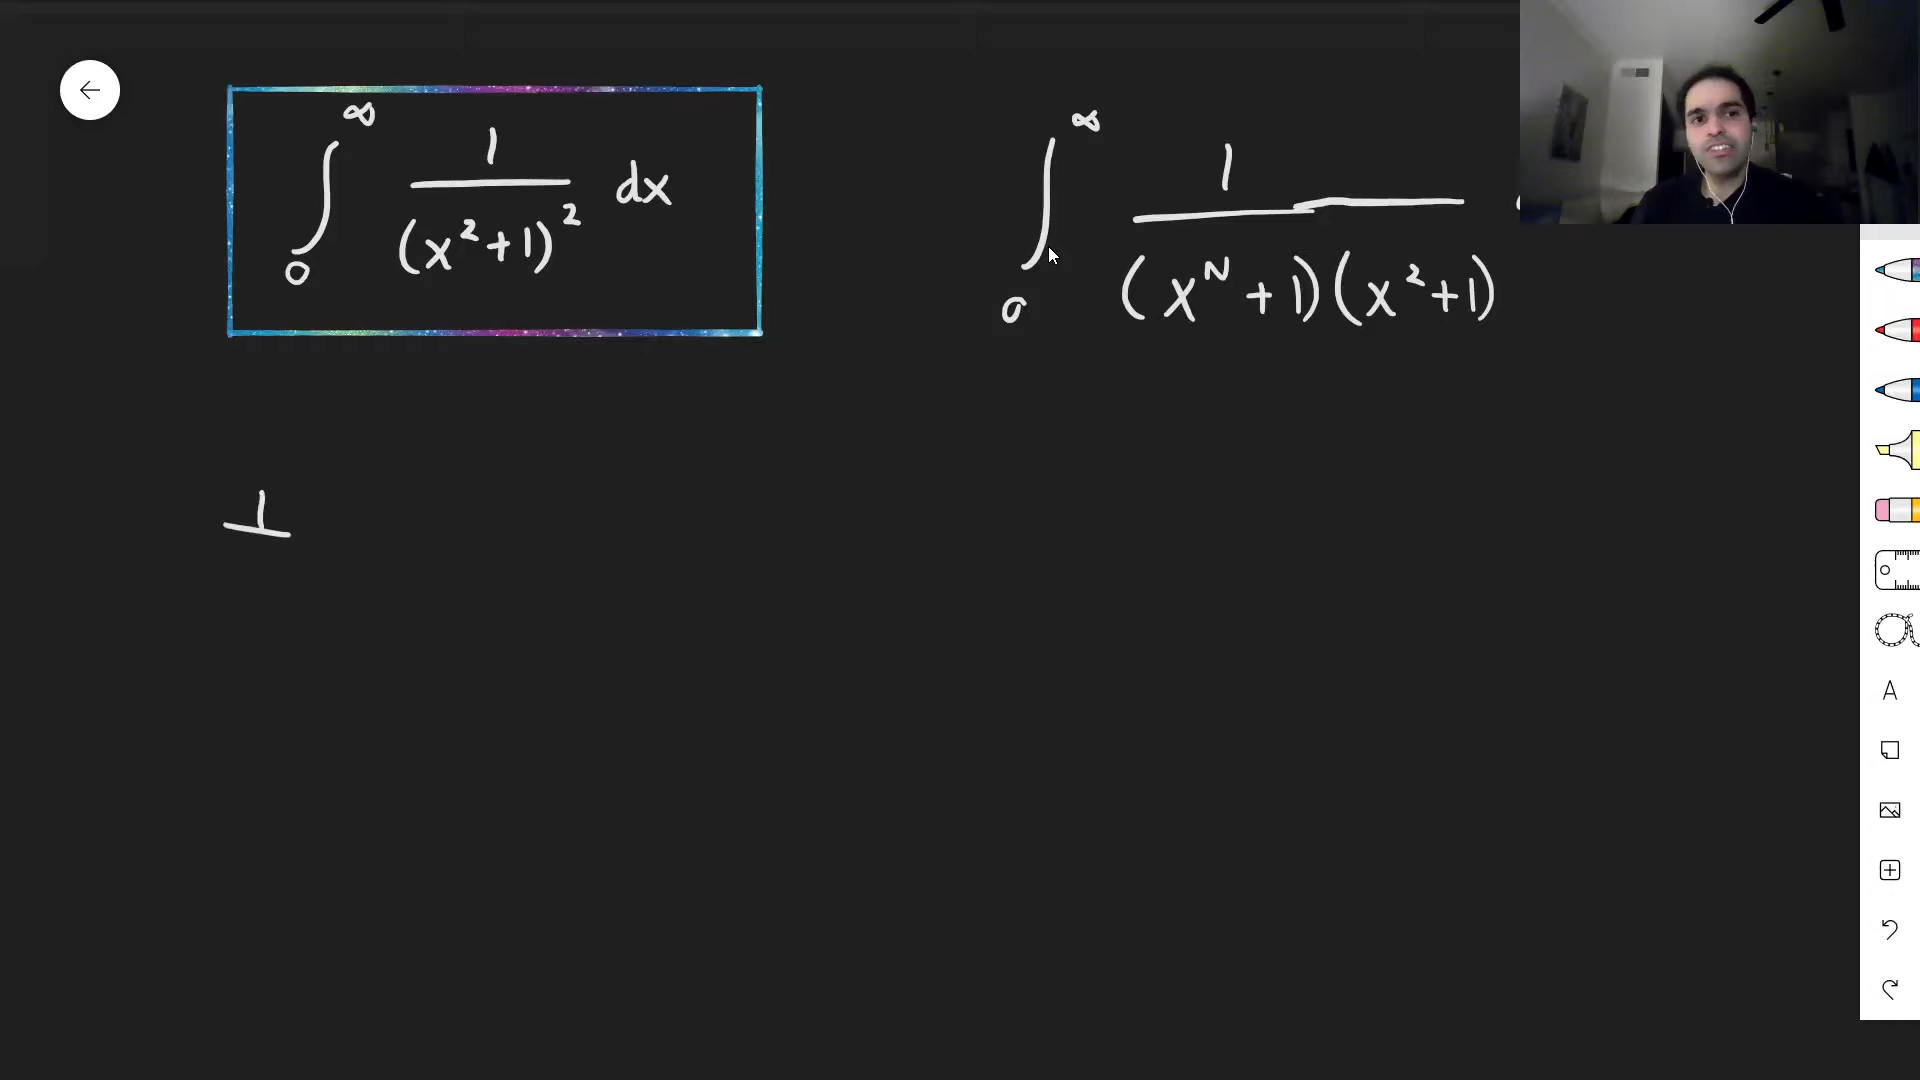 ∫₀^∞ 1/(x²+1)² dx
∫₀^∞ 1/((x^N+1)(x²+1))
1
A